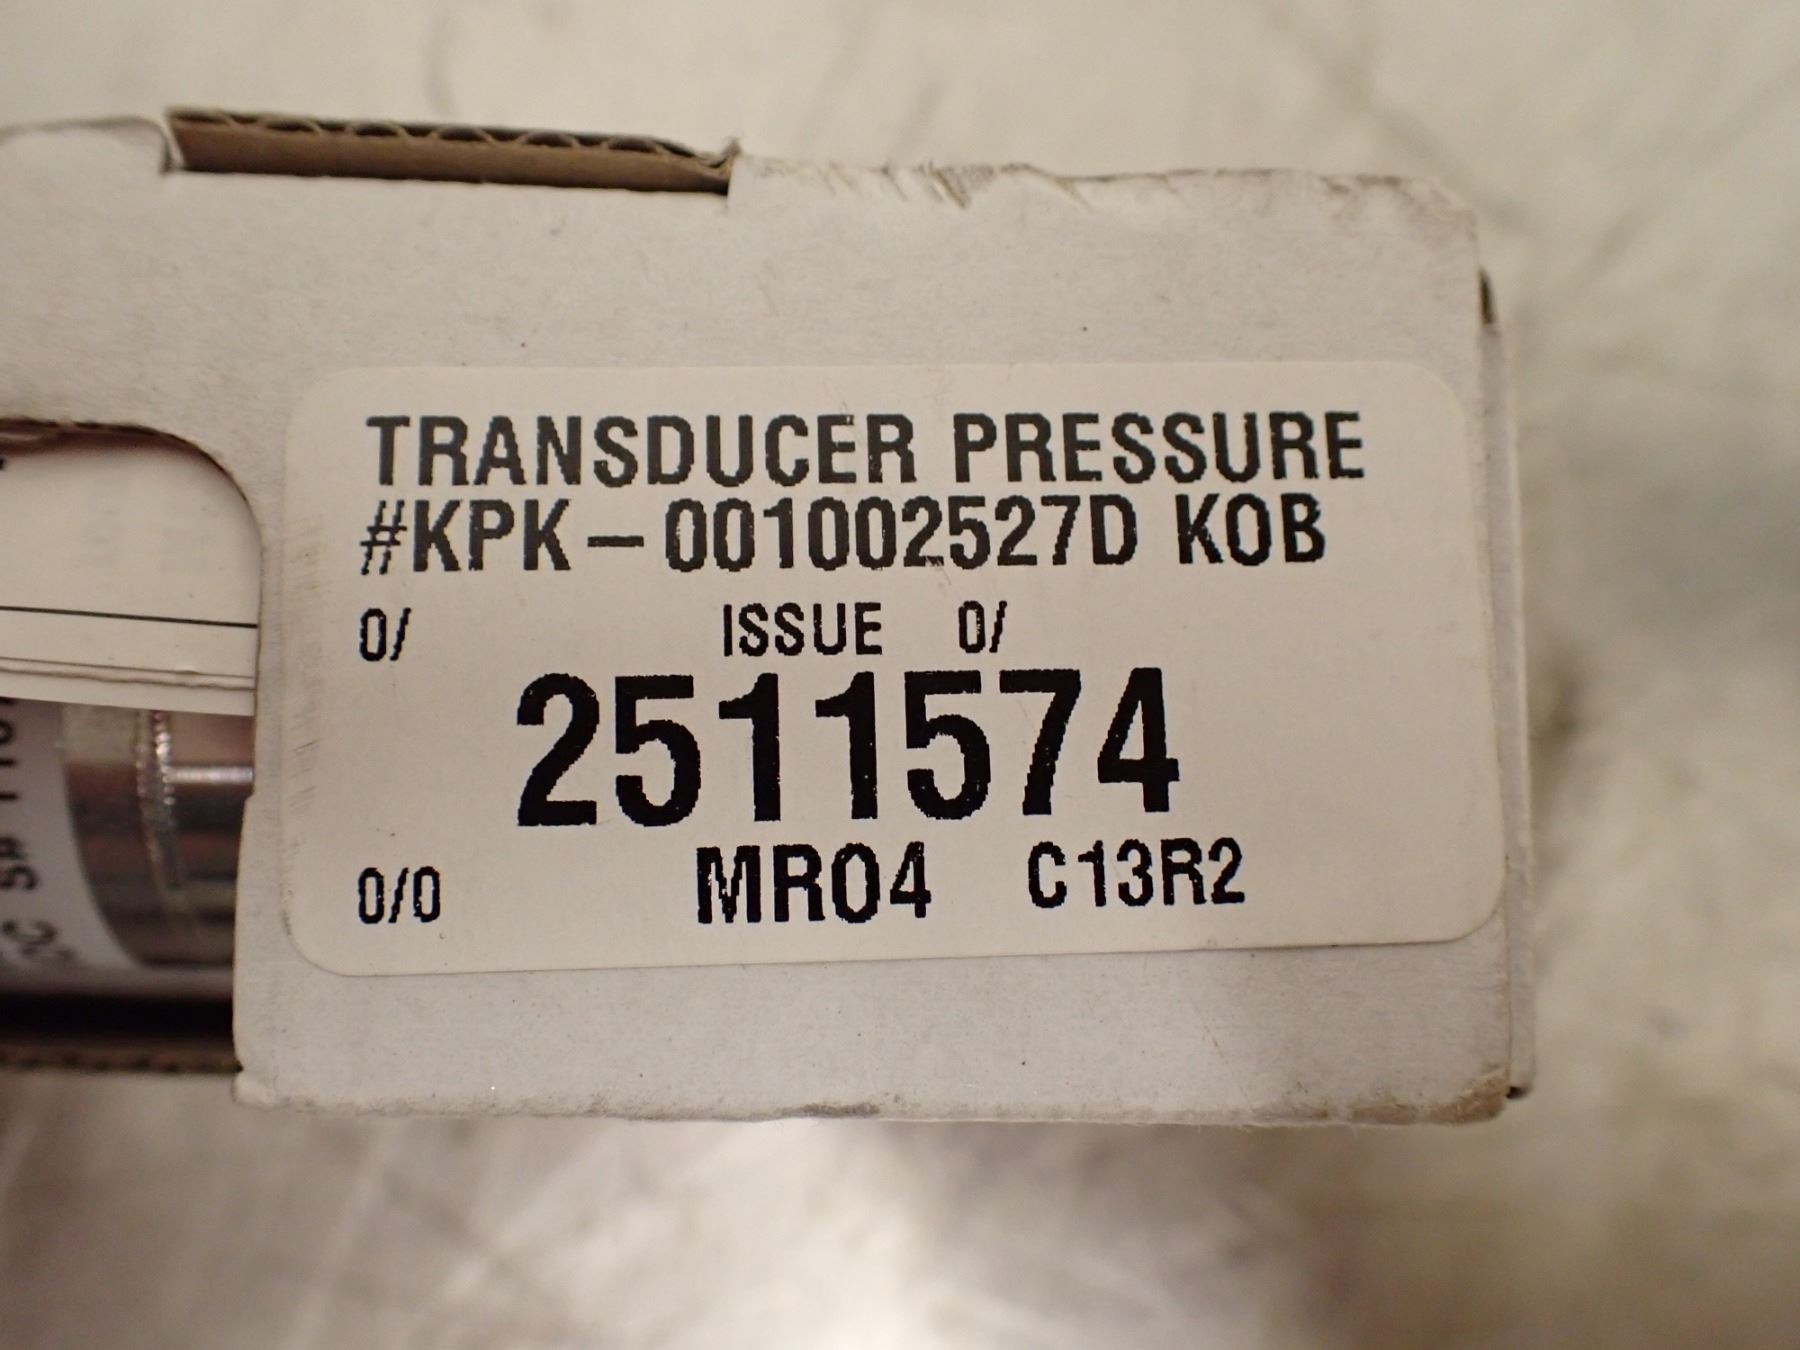 TRANSDUCER PRESSURE
#KPK-001002527D KOB
0/ ISSUE 0/
2511574
0/0 MR04 C13R2
S#